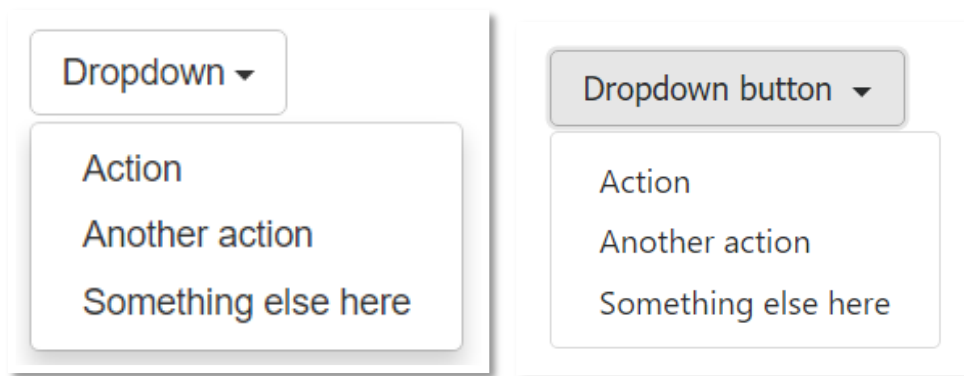 Dropdown
Action
Another action
Something else here
Dropdown button
Action
Another action
Something else here